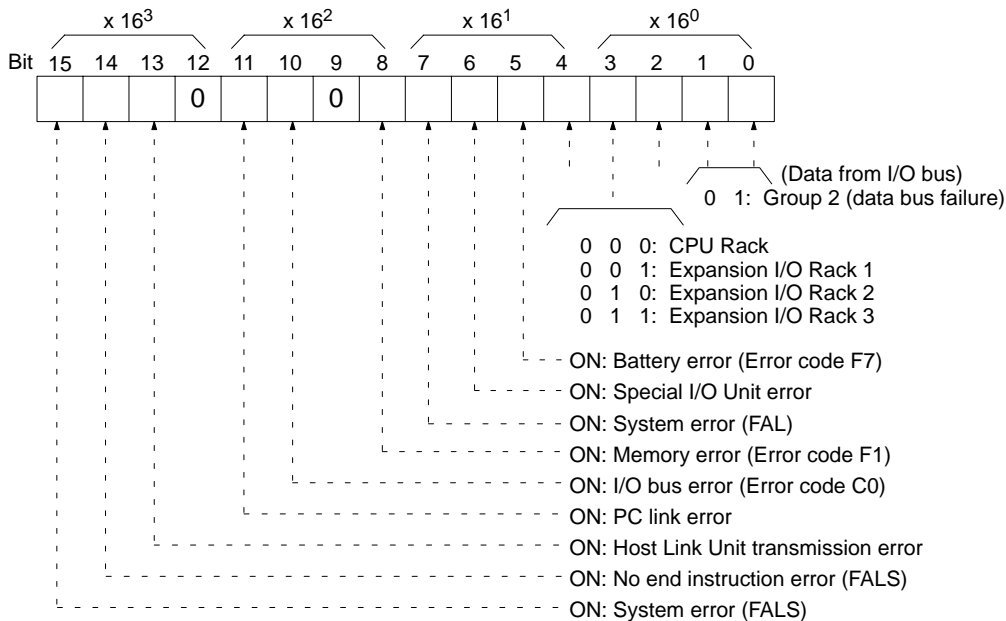 x 16³ x 16² x 16¹ x 16⁰
Bit 15 14 13 12 11 10 9 8 7 6 5 4 3 2 1 0
0 0
(Data from I/O bus)
0 1: Group 2 (data bus failure)
0 0 0: CPU Rack
0 0 1: Expansion I/O Rack 1
0 1 0: Expansion I/O Rack 2
0 1 1: Expansion I/O Rack 3
ON: Battery error (Error code F7)
ON: Special I/O Unit error
ON: System error (FAL)
ON: Memory error (Error code F1)
ON: I/O bus error (Error code C0)
ON: PC link error
ON: Host Link Unit transmission error
ON: No end instruction error (FALS)
ON: System error (FALS)